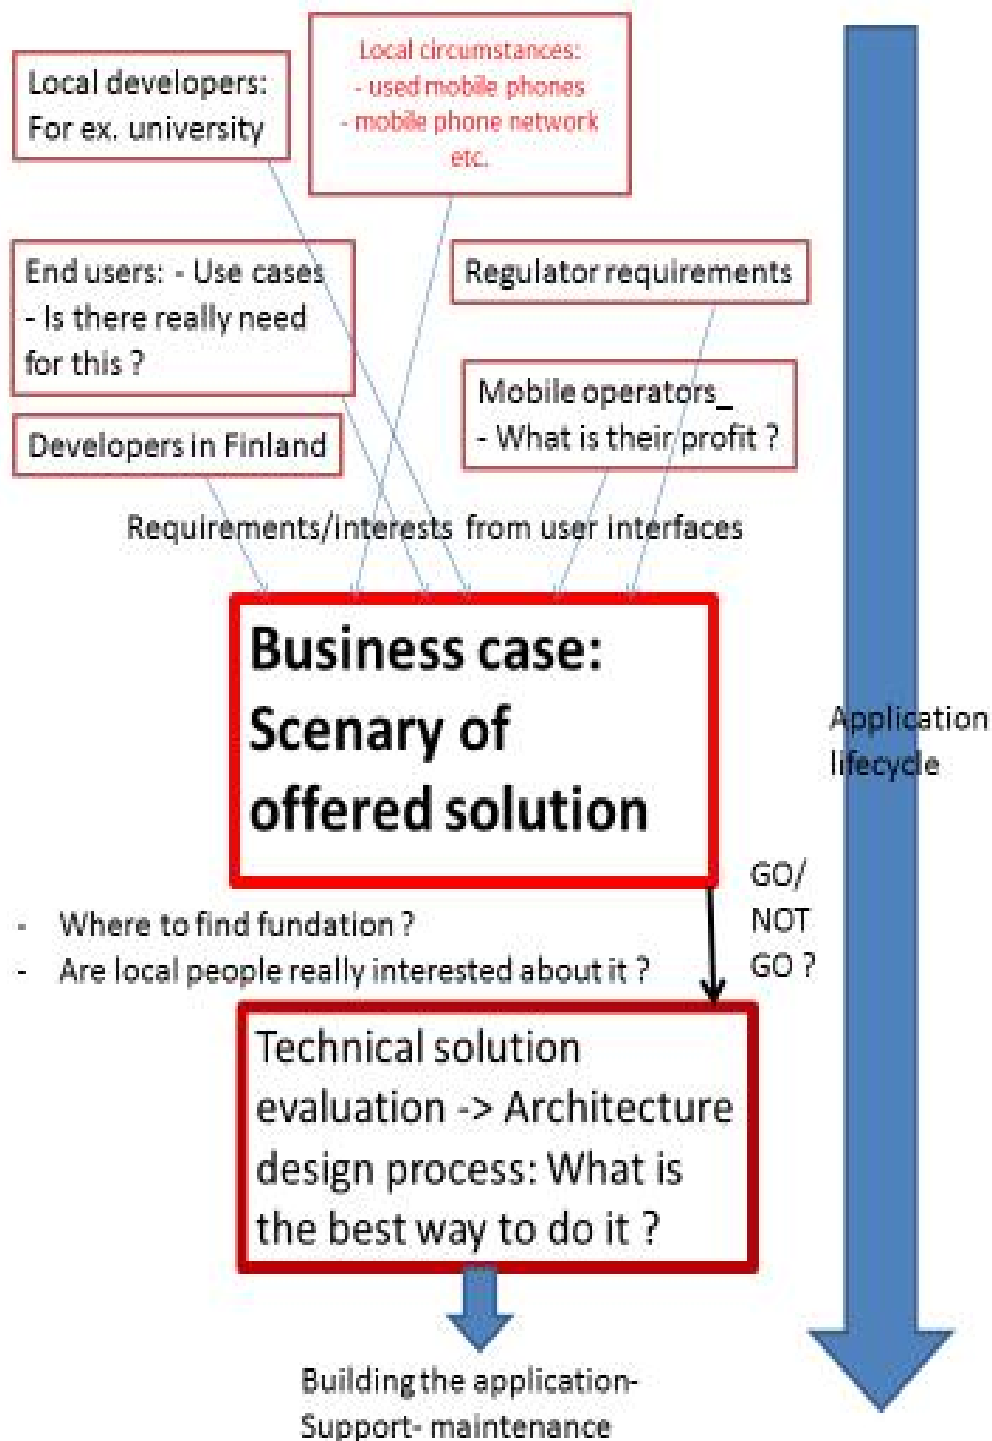 Local developers:
For ex. university
Local circumstances:
- used mobile phones
- mobile phone network
etc.
End users: - Use cases
- Is there really need
for this ?
Regulator requirements
Mobile operators_
- What is their profit ?
Developers in Finland
Requirements/Interests from user interfaces
Business case:
Scenary of
offered solution
Application
lifecycle
GO/
NOT
GO ?
- Where to find fundation ?
- Are local people really interested about it ?
Technical solution
evaluation -> Architecture
design process: What is
the best way to do it ?
Building the application-
Support- maintenance